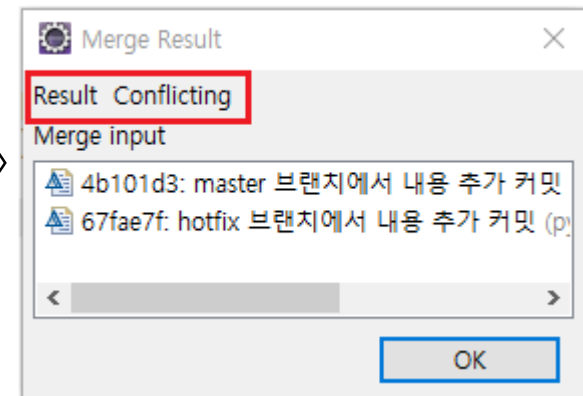 Merge Result
Result Conflicting
Merge input
4b101d3: master 브랜치에서 내용 추가 커밋
67fae7f: hotfix 브랜치에서 내용 추가 커밋 (py
OK